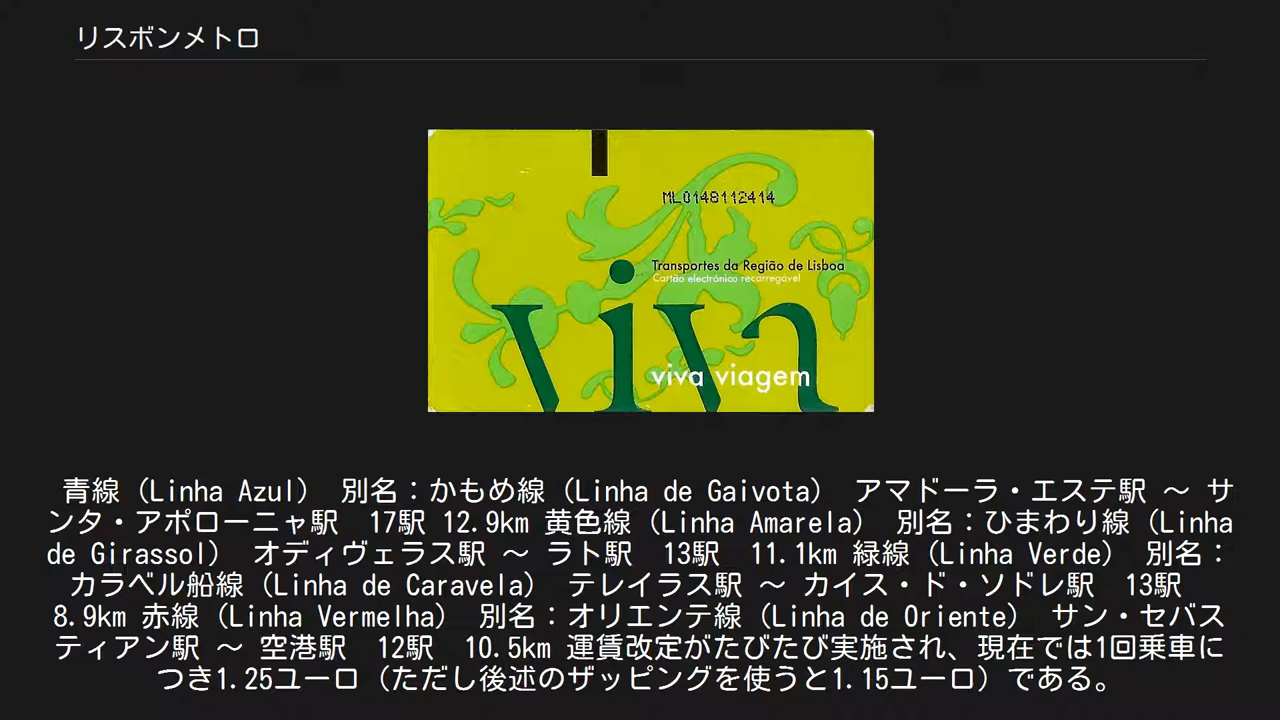 リスボンメトロ
ML0148112414
Transportes da Região de Lisboa
Cartão electrónico recarregável
viva
viva viagem
青線（Linha Azul） 別名：かもめ線（Linha de Gaivota） アマドーラ・エステ駅 ～ サ
ンタ・アポローニャ駅 17駅 12.9km 黄色線（Linha Amarela） 別名：ひまわり線（Linha
de Girassol） オディヴェラス駅 ～ ラト駅 13駅 11.1km 緑線（Linha Verde） 別名：
カラベル船線（Linha de Caravela） テレイラス駅 ～ カイス・ド・ソドレ駅 13駅
8.9km 赤線（Linha Vermelha） 別名：オリエンテ線（Linha de Oriente） サン・セバス
ティアン駅 ～ 空港駅 12駅 10.5km 運賃改定がたびたび実施され、現在では1回乗車に
つき1.25ユーロ（ただし後述のザッピングを使うと1.15ユーロ）である。